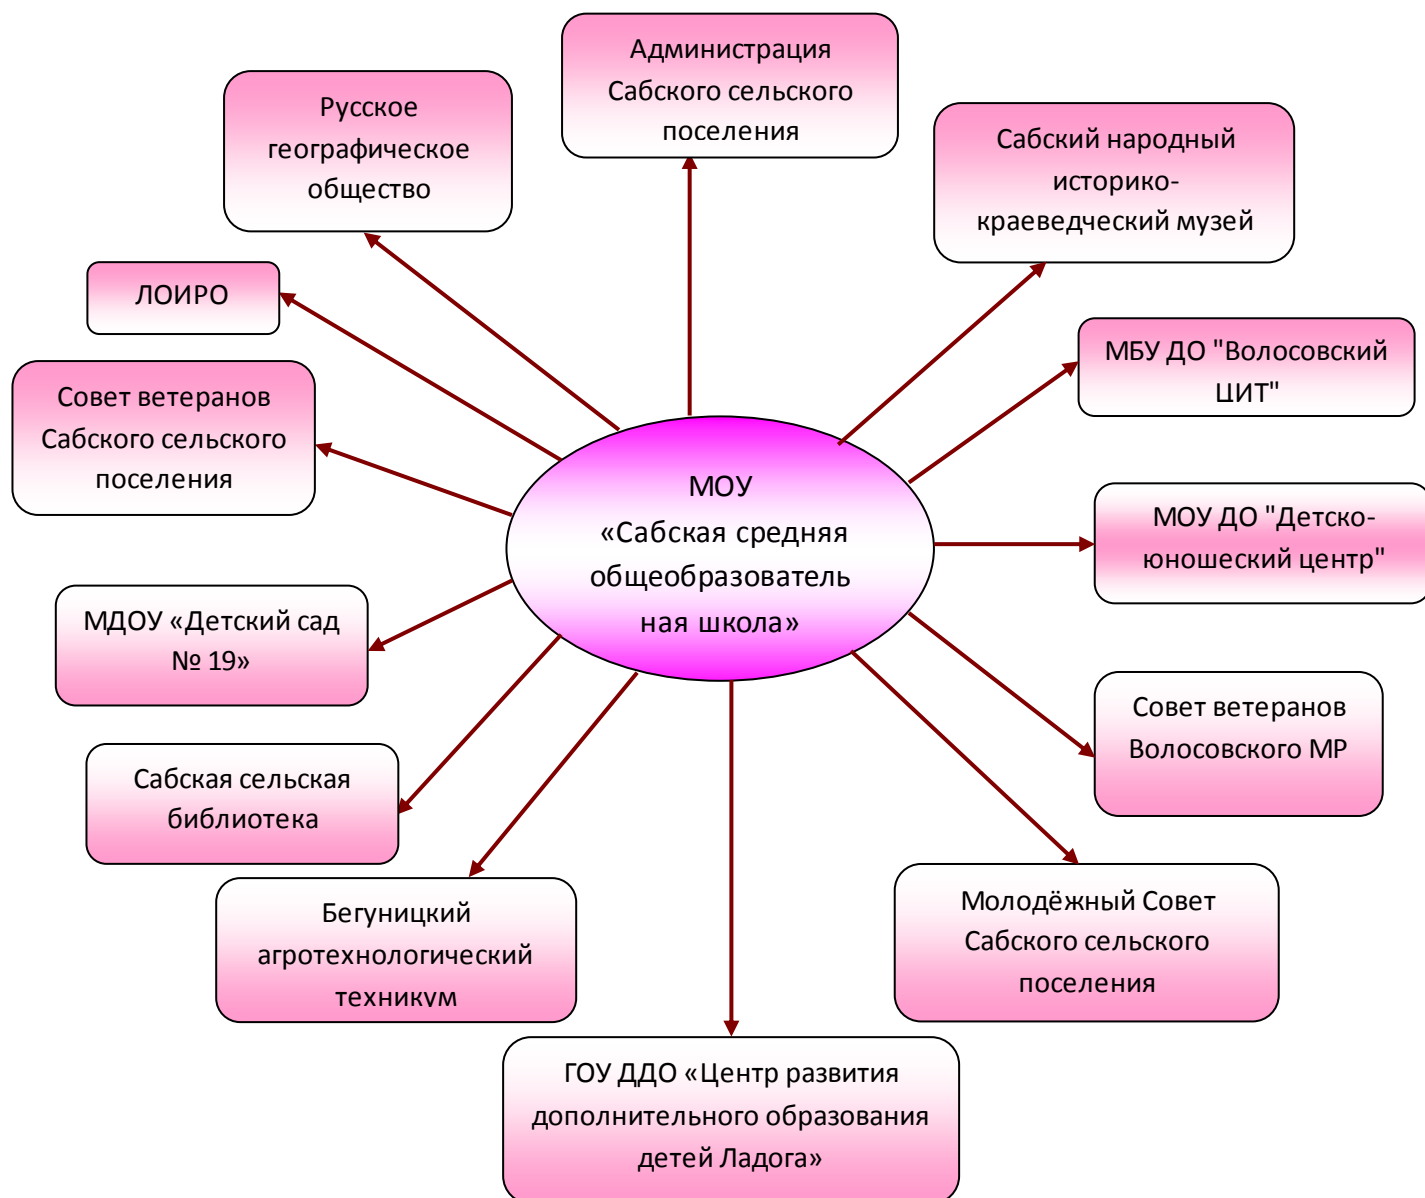 Администрация
Сабского сельского
поселения
Русское
географическое
общество
Сабский народный
историко-
краеведческий музей
ЛОИРО
МБУ ДО "Волосовский
ЦИТ"
Совет ветеранов
Сабского сельского
поселения
МОУ
«Сабская средняя
общеобразователь
ная школа»
МОУ ДО "Детско-
юношеский центр"
МДОУ «Детский сад
№ 19»
Совет ветеранов
Волосовского МР
Сабская сельская
библиотека
Бегуницкий
агротехнологический
техникум
Молодёжный Совет
Сабского сельского
поселения
ГОУ ДДО «Центр развития
дополнительного образования
детей Ладога»